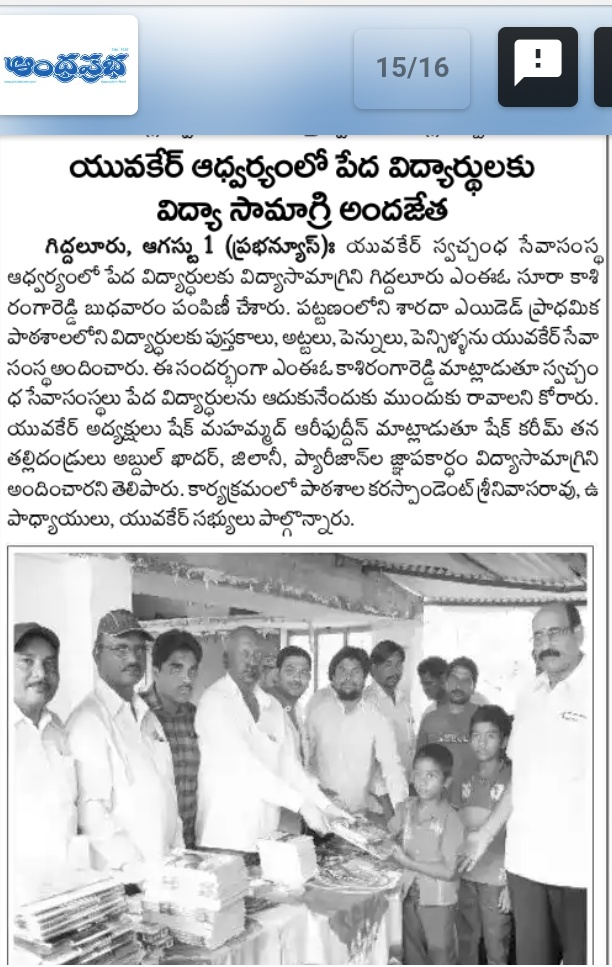 ఆంధ్రప్రభ
15/16
యువకేర్ ఆధ్వర్యంలో పేద విద్యార్థులకు
విద్యా సామాగ్రి అందజేత
గిద్దలూరు, ఆగస్టు 1 (ప్రభన్యూస్): యువకేర్ స్వచ్ఛంధ సేవాసంస్థ
ఆధ్వర్యంలో పేద విద్యార్థులకు విద్యాసామాగ్రిని గిద్దలూరు ఎంఈఓ సూరా కాశి
రంగారెడ్డి బుధవారం పంపిణీ చేశారు. పట్టణంలోని శారదా ఎయిడెడ్ ప్రాధమిక
పాఠశాలలోని విద్యార్థులకు పుస్తకాలు, అట్టలు, పెన్నులు, పెన్సిళ్ళను యువకేర్ సేవా
సంస్థ అందించారు. ఈ సందర్భంగా ఎంఈఓ కాశిరంగారెడ్డి మాట్లాడుతూ స్వచ్ఛం
ధ సేవాసంస్థలు పేద విద్యార్థులను ఆదుకునేందుకు ముందుకు రావాలని కోరారు.
యువకేర్ అధ్యక్షులు షేక్ మహమ్మద్ ఆరీఫుద్దీన్ మాట్లాడుతూ షేక్ కరీమ్ తన
తల్లిదండ్రులు అబ్దుల్ ఖాదర్, జిలానీ, ప్యారీజాన్‌ల జ్ఞాపకార్ధం విద్యాసామాగ్రిని
అందించారని తెలిపారు. కార్యక్రమంలో పాఠశాల కరస్పాండెంట్ శ్రీనివాసరావు, ఉ
పాధ్యాయులు, యువకేర్ సభ్యులు పాల్గొన్నారు.